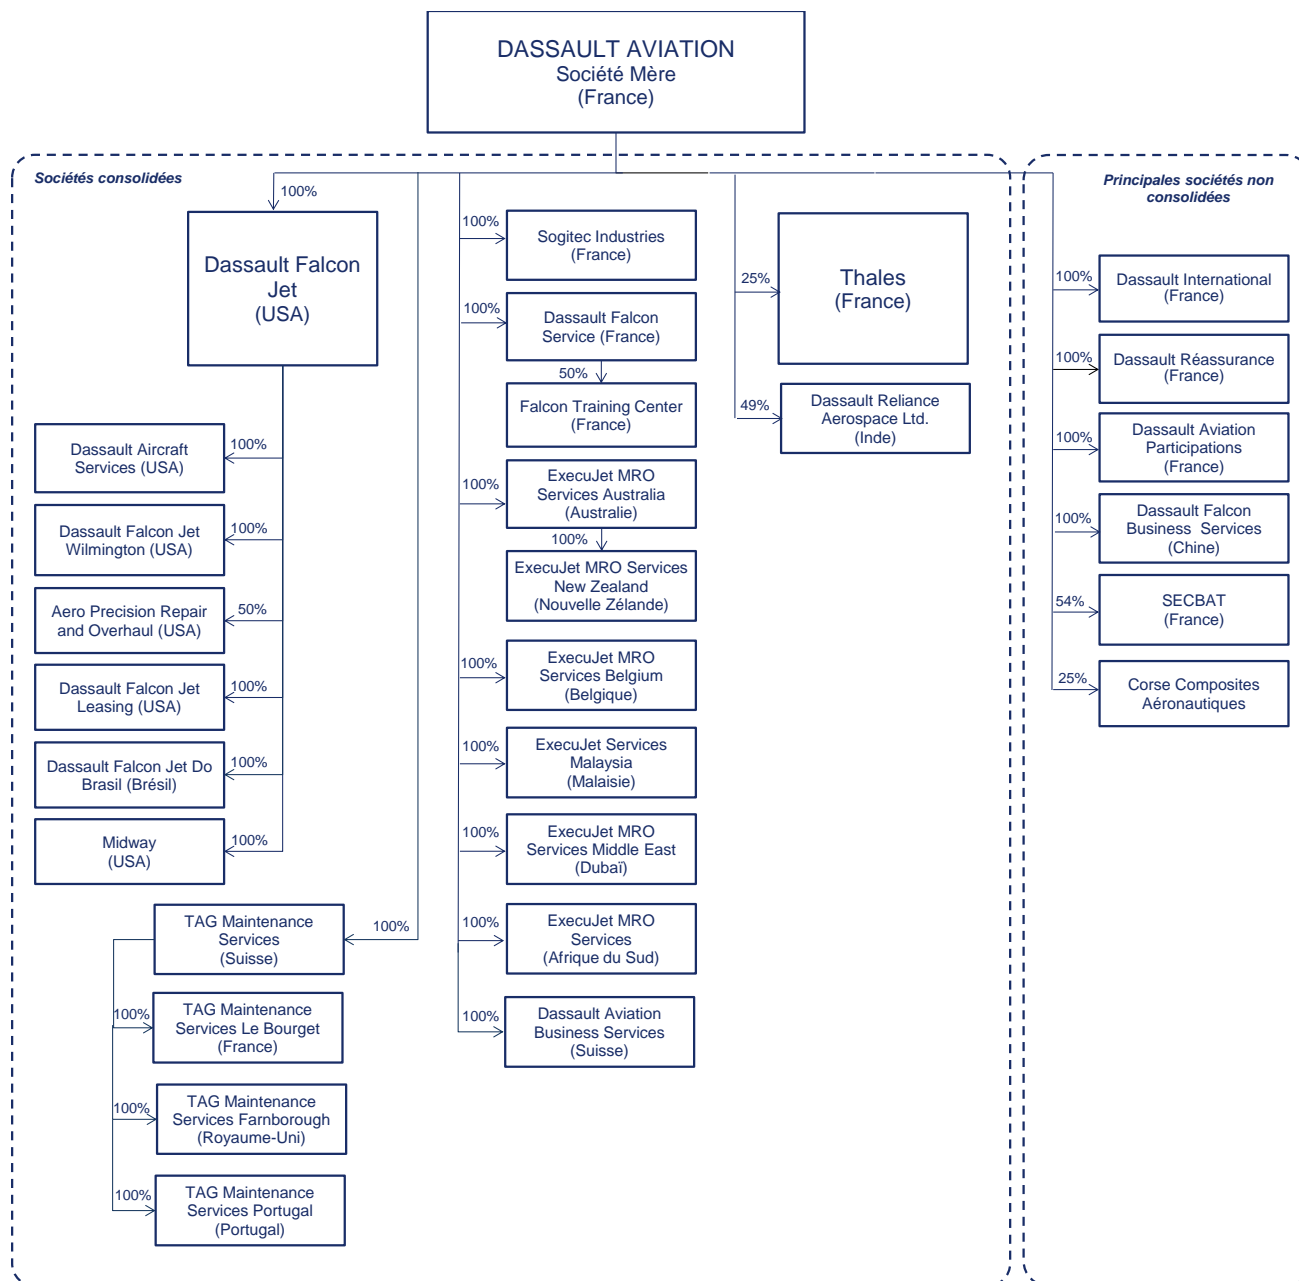 DASSAULT AVIATION
Société Mère
(France)
Sociétés consolidées
100%
Dassault Falcon
Jet
(USA)
100%
Dassault Aircraft
Services (USA)
100%
Dassault Falcon Jet
Wilmington (USA)
50%
Aero Precision Repair
and Overhaul (USA)
100%
Dassault Falcon Jet
Leasing (USA)
100%
Dassault Falcon Jet Do
Brasil (Brésil)
100%
Midway
(USA)
100%
TAG Maintenance
Services
(Suisse)
100%
TAG Maintenance
Services Le Bourget
(France)
100%
TAG Maintenance
Services Farnborough
(Royaume-Uni)
100%
TAG Maintenance
Services Portugal
(Portugal)
100%
Sogitec Industries
(France)
100%
Dassault Falcon
Service (France)
50%
Falcon Training Center
(France)
100%
ExecuJet MRO
Services Australia
(Australie)
100%
ExecuJet MRO Services
New Zealand
(Nouvelle Zélande)
100%
ExecuJet MRO
Services Belgium
(Belgique)
100%
ExecuJet Services
Malaysia
(Malaisie)
100%
ExecuJet MRO
Services Middle East
(Dubaï)
100%
ExecuJet MRO
Services
(Afrique du Sud)
100%
Dassault Aviation
Business Services
(Suisse)
25%
Thales
(France)
49%
Dassault Reliance
Aerospace Ltd.
(Inde)
Principales sociétés non
consolidées
100%
Dassault International
(France)
100%
Dassault Réassurance
(France)
100%
Dassault Aviation
Participations
(France)
100%
Dassault Falcon
Business Services
(Chine)
54%
SECBAT
(France)
25%
Corse Composites
Aéronautiques